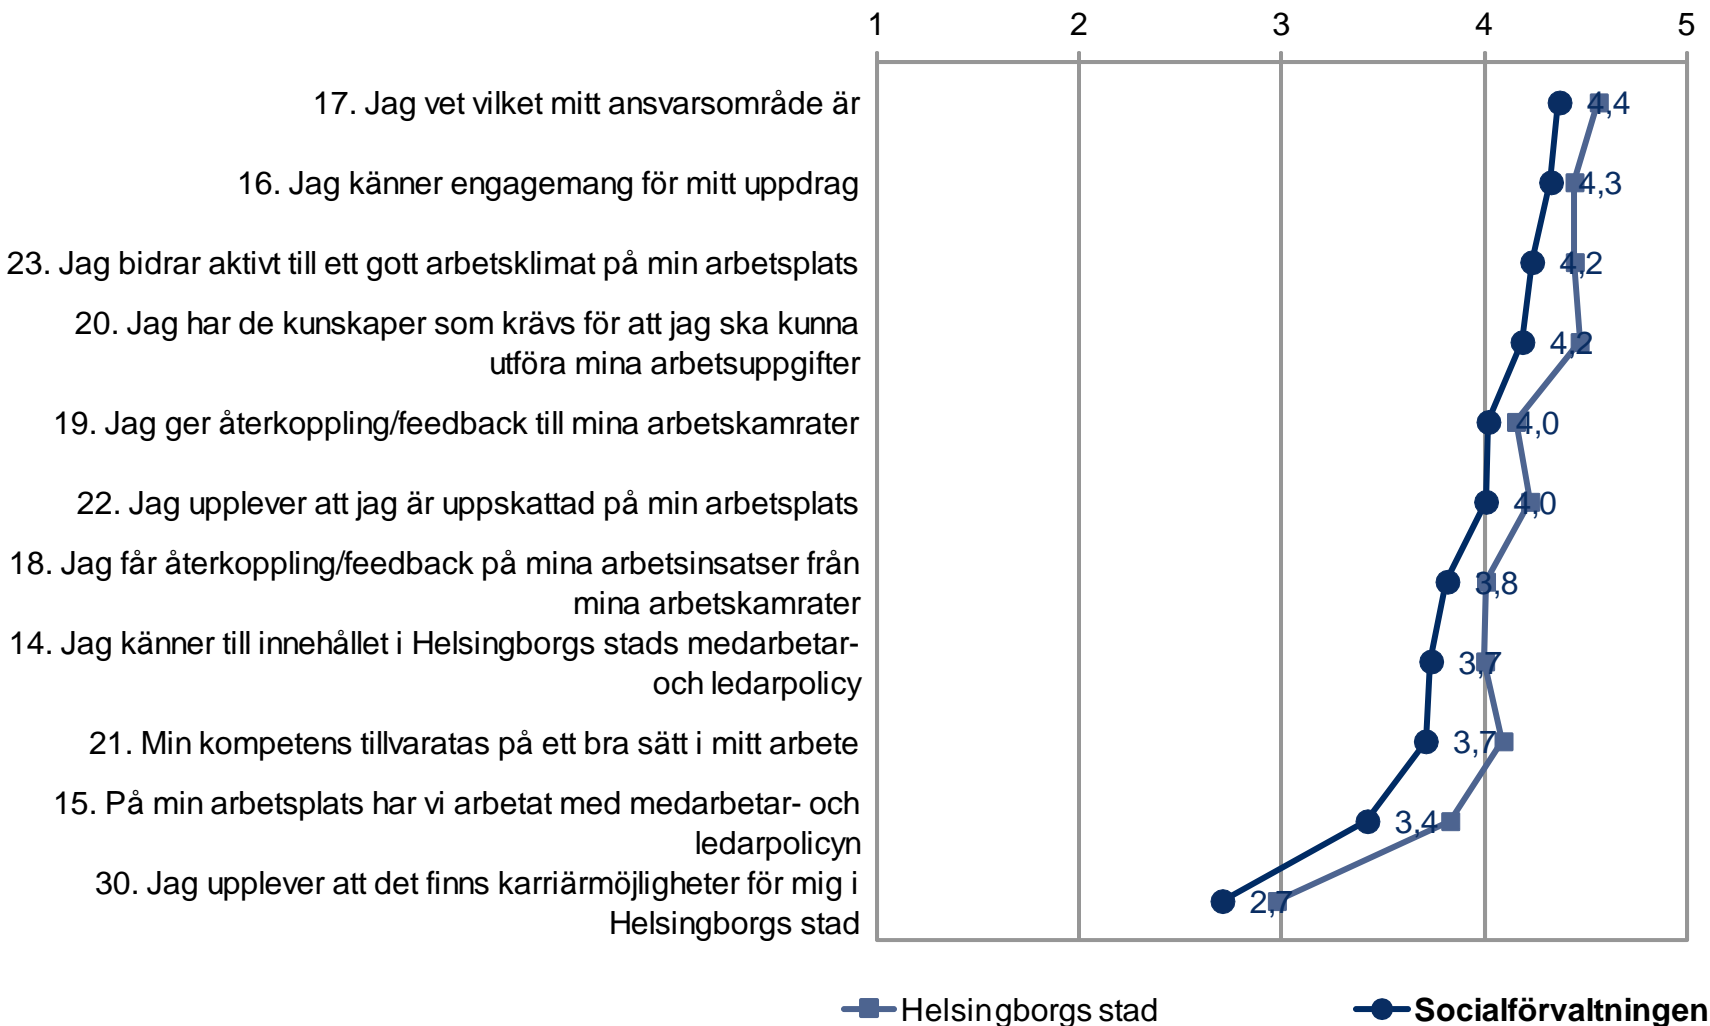 1 2 3 4 5
17. Jag vet vilket mitt ansvarsområde är 4,4
16. Jag känner engagemang för mitt uppdrag 4,3
23. Jag bidrar aktivt till ett gott arbetsklimat på min arbetsplats 4,2
20. Jag har de kunskaper som krävs för att jag ska kunna
utföra mina arbetsuppgifter 4,2
19. Jag ger återkoppling/feedback till mina arbetskamrater 4,0
22. Jag upplever att jag är uppskattad på min arbetsplats 4,0
18. Jag får återkoppling/feedback på mina arbetsinsatser från
mina arbetskamrater 3,8
14. Jag känner till innehållet i Helsingborgs stads medarbetar-
och ledarpolicy 3,7
21. Min kompetens tillvaratas på ett bra sätt i mitt arbete 3,7
15. På min arbetsplats har vi arbetat med medarbetar- och
ledarpolicyn 3,4
30. Jag upplever att det finns karriärmöjligheter för mig i
Helsingborgs stad 2,7
Helsingborgs stad Socialförvaltningen